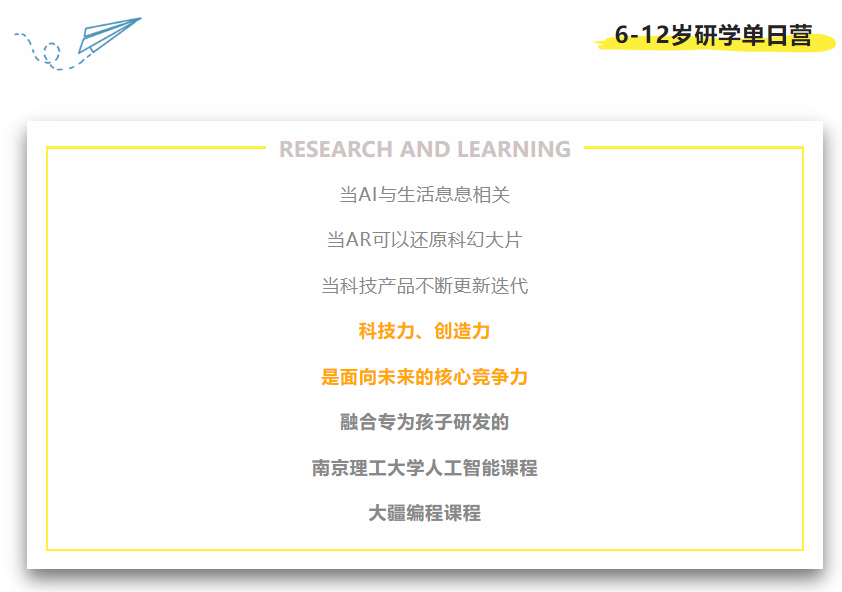 6-12岁研学单日营
RESEARCH AND LEARNING
当AI与生活息息相关
当AR可以还原科幻大片
当科技产品不断更新迭代
科技力、创造力
是面向未来的核心竞争力
融合专为孩子研发的
南京理工大学人工智能课程
大疆编程课程